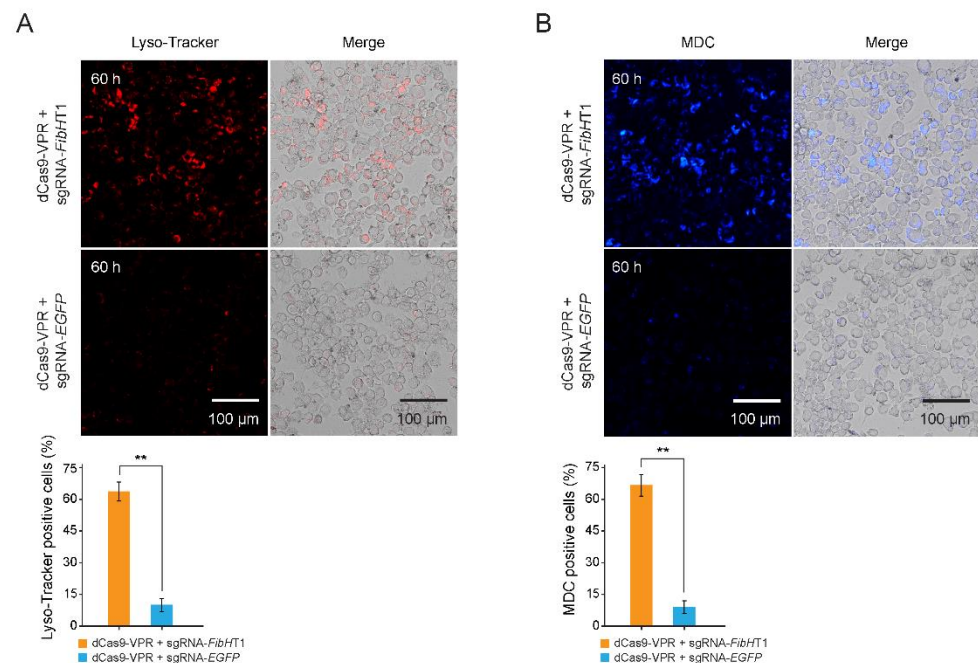 A
Lyso-Tracker
Merge
dCas9-VPR +
sgRNA-FibHT1
60 h
dCas9-VPR +
sgRNA-EGFP
60 h
100 µm
100 µm
Lyso-Tracker positive cells (%)
75
60
45
30
15
0
**
dCas9-VPR + sgRNA-FibHT1
dCas9-VPR + sgRNA-EGFP
B
MDC
Merge
dCas9-VPR +
sgRNA-FibHT1
60 h
dCas9-VPR +
sgRNA-EGFP
60 h
100 µm
100 µm
MDC positive cells (%)
75
60
45
30
15
0
**
dCas9-VPR + sgRNA-FibHT1
dCas9-VPR + sgRNA-EGFP